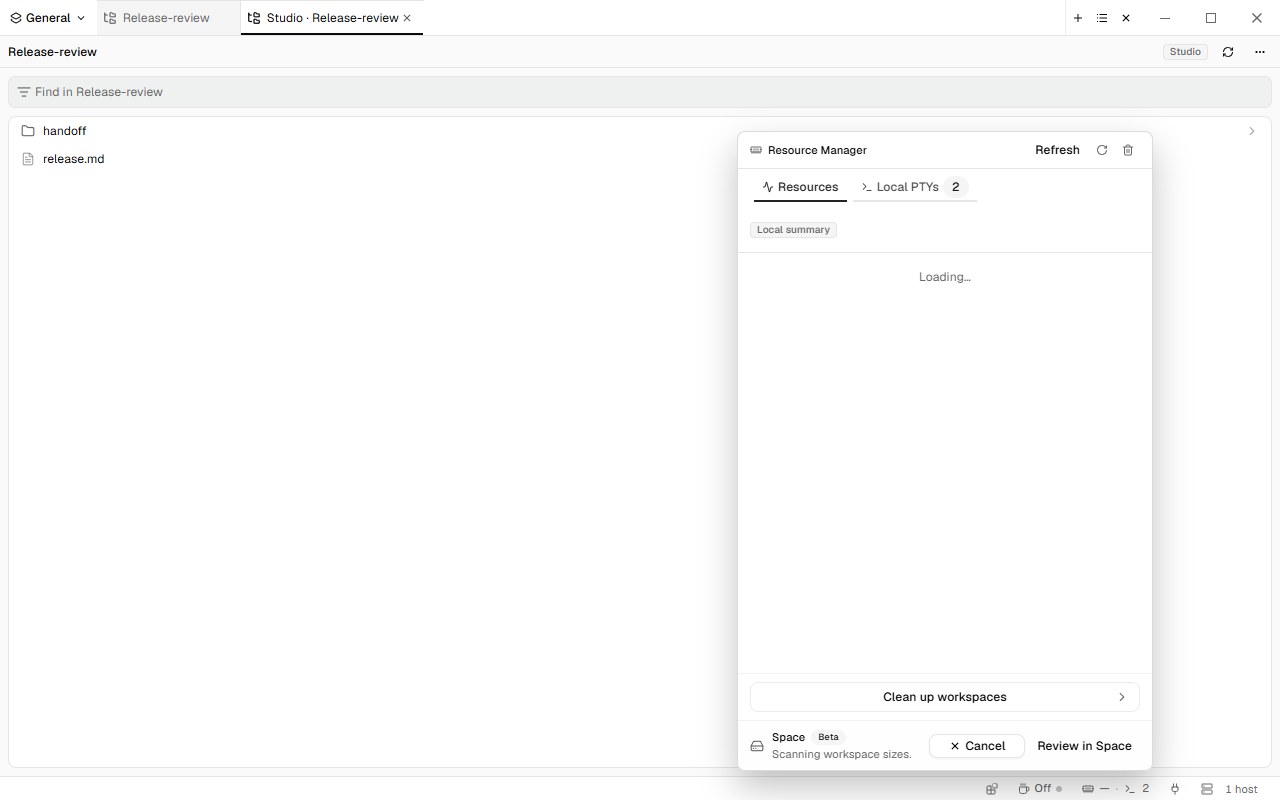 General
Release-review
Studio · Release-review
Release-review
Studio
Find in Release-review
handoff
release.md
Resource Manager
Refresh
Resources
Local PTYs 2
Local summary
Loading…
Clean up workspaces
Space Beta
Scanning workspace sizes.
Cancel
Review in Space
Off
— · 2
1 host